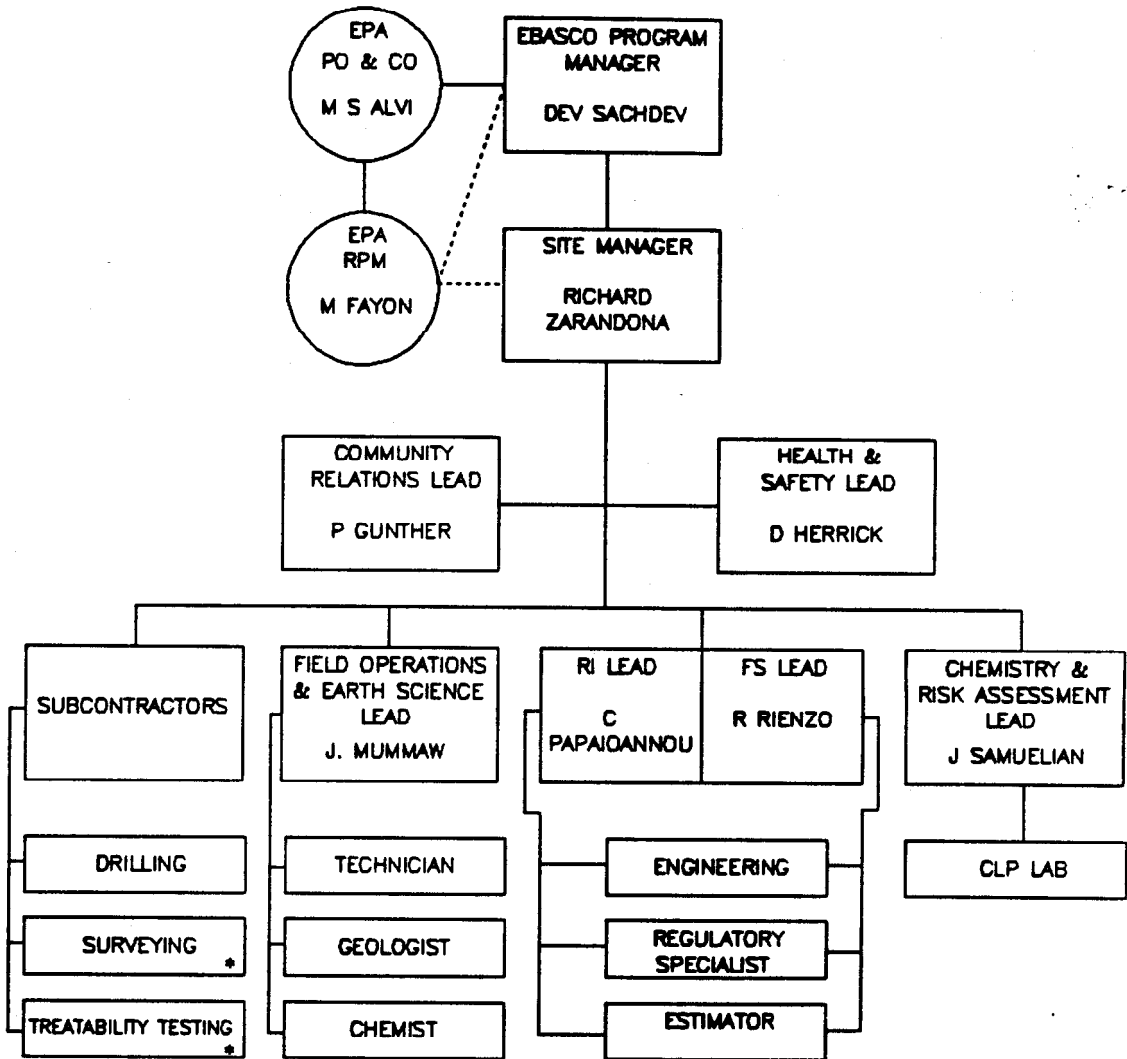 EPA
PO & CO
M S ALVI
EBASCO PROGRAM
MANAGER
DEV SACHDEV
EPA
RPM
M FAYON
SITE MANAGER
RICHARD
ZARANDONA
COMMUNITY
RELATIONS LEAD
P GUNTHER
HEALTH &
SAFETY LEAD
D HERRICK
SUBCONTRACTORS
FIELD OPERATIONS
& EARTH SCIENCE
LEAD
J. MUMMAW
RI LEAD
C
PAPAIOANNOU
FS LEAD
R RIENZO
CHEMISTRY &
RISK ASSESSMENT
LEAD
J SAMUELIAN
DRILLING
TECHNICIAN
ENGINEERING
CLP LAB
SURVEYING
*
GEOLOGIST
REGULATORY
SPECIALIST
TREATABILITY TESTING
*
CHEMIST
ESTIMATOR